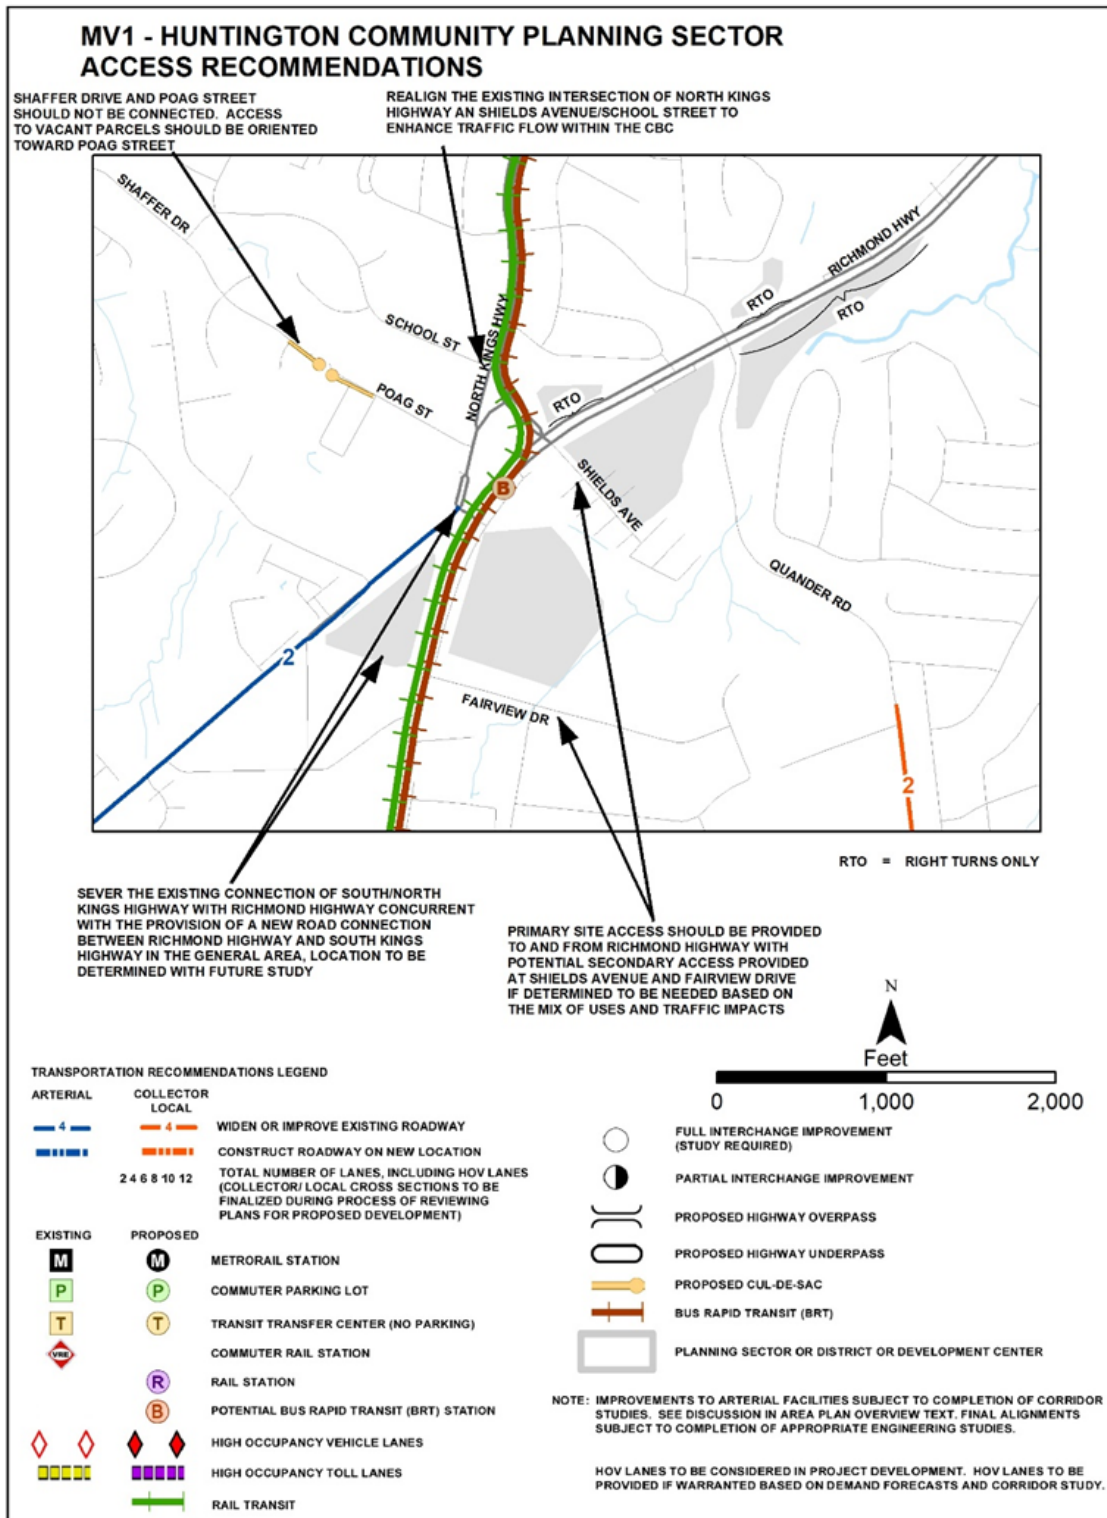 MV1 - HUNTINGTON COMMUNITY PLANNING SECTOR
ACCESS RECOMMENDATIONS
SHAFFER DRIVE AND POAG STREET
SHOULD NOT BE CONNECTED. ACCESS
TO VACANT PARCELS SHOULD BE ORIENTED
TOWARD POAG STREET
REALIGN THE EXISTING INTERSECTION OF NORTH KINGS
HIGHWAY AN SHIELDS AVENUE/SCHOOL STREET TO
ENHANCE TRAFFIC FLOW WITHIN THE CBC
SHAFFER DR
RICHMOND HWY
RTO
RTO
SCHOOL ST
NORTH KINGS HWY
POAG ST
RTO
B
SHIELDS AVE
QUANDER RD
2
FAIRVIEW DR
2
RTO = RIGHT TURNS ONLY
SEVER THE EXISTING CONNECTION OF SOUTH/NORTH
KINGS HIGHWAY WITH RICHMOND HIGHWAY CONCURRENT
WITH THE PROVISION OF A NEW ROAD CONNECTION
BETWEEN RICHMOND HIGHWAY AND SOUTH KINGS
HIGHWAY IN THE GENERAL AREA, LOCATION TO BE
DETERMINED WITH FUTURE STUDY
PRIMARY SITE ACCESS SHOULD BE PROVIDED
TO AND FROM RICHMOND HIGHWAY WITH
POTENTIAL SECONDARY ACCESS PROVIDED
AT SHIELDS AVENUE AND FAIRVIEW DRIVE
IF DETERMINED TO BE NEEDED BASED ON
THE MIX OF USES AND TRAFFIC IMPACTS
N
Feet
0 1,000 2,000
TRANSPORTATION RECOMMENDATIONS LEGEND
ARTERIAL
COLLECTOR
LOCAL
4 4 WIDEN OR IMPROVE EXISTING ROADWAY
CONSTRUCT ROADWAY ON NEW LOCATION
2 4 6 8 10 12 TOTAL NUMBER OF LANES, INCLUDING HOV LANES
(COLLECTOR/ LOCAL CROSS SECTIONS TO BE
FINALIZED DURING PROCESS OF REVIEWING
PLANS FOR PROPOSED DEVELOPMENT)
EXISTING PROPOSED
M M METRORAIL STATION
P P COMMUTER PARKING LOT
T T TRANSIT TRANSFER CENTER (NO PARKING)
VRE COMMUTER RAIL STATION
R RAIL STATION
B POTENTIAL BUS RAPID TRANSIT (BRT) STATION
HIGH OCCUPANCY VEHICLE LANES
HIGH OCCUPANCY TOLL LANES
RAIL TRANSIT
FULL INTERCHANGE IMPROVEMENT
(STUDY REQUIRED)
PARTIAL INTERCHANGE IMPROVEMENT
PROPOSED HIGHWAY OVERPASS
PROPOSED HIGHWAY UNDERPASS
PROPOSED CUL-DE-SAC
BUS RAPID TRANSIT (BRT)
PLANNING SECTOR OR DISTRICT OR DEVELOPMENT CENTER
NOTE: IMPROVEMENTS TO ARTERIAL FACILITIES SUBJECT TO COMPLETION OF CORRIDOR
STUDIES. SEE DISCUSSION IN AREA PLAN OVERVIEW TEXT. FINAL ALIGNMENTS
SUBJECT TO COMPLETION OF APPROPRIATE ENGINEERING STUDIES.
HOV LANES TO BE CONSIDERED IN PROJECT DEVELOPMENT. HOV LANES TO BE
PROVIDED IF WARRANTED BASED ON DEMAND FORECASTS AND CORRIDOR STUDY.